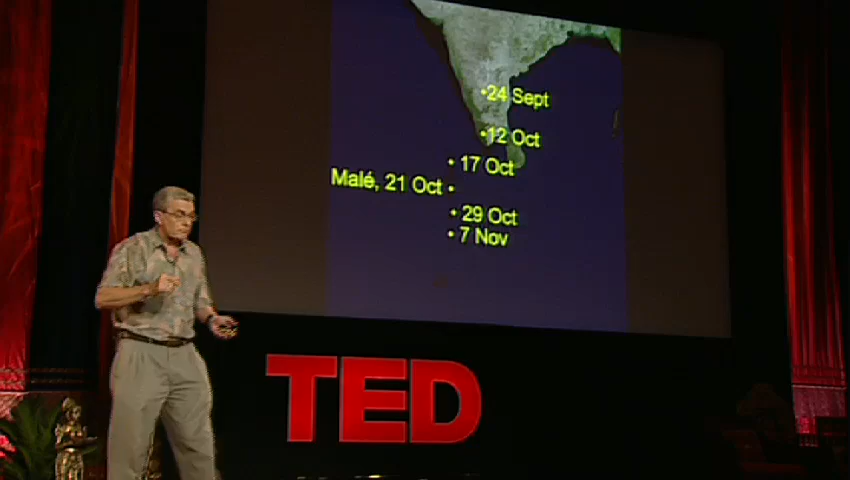 •24 Sept
•12 Oct
• 17 Oct
Malé, 21 Oct •
• 29 Oct
• 7 Nov
TED